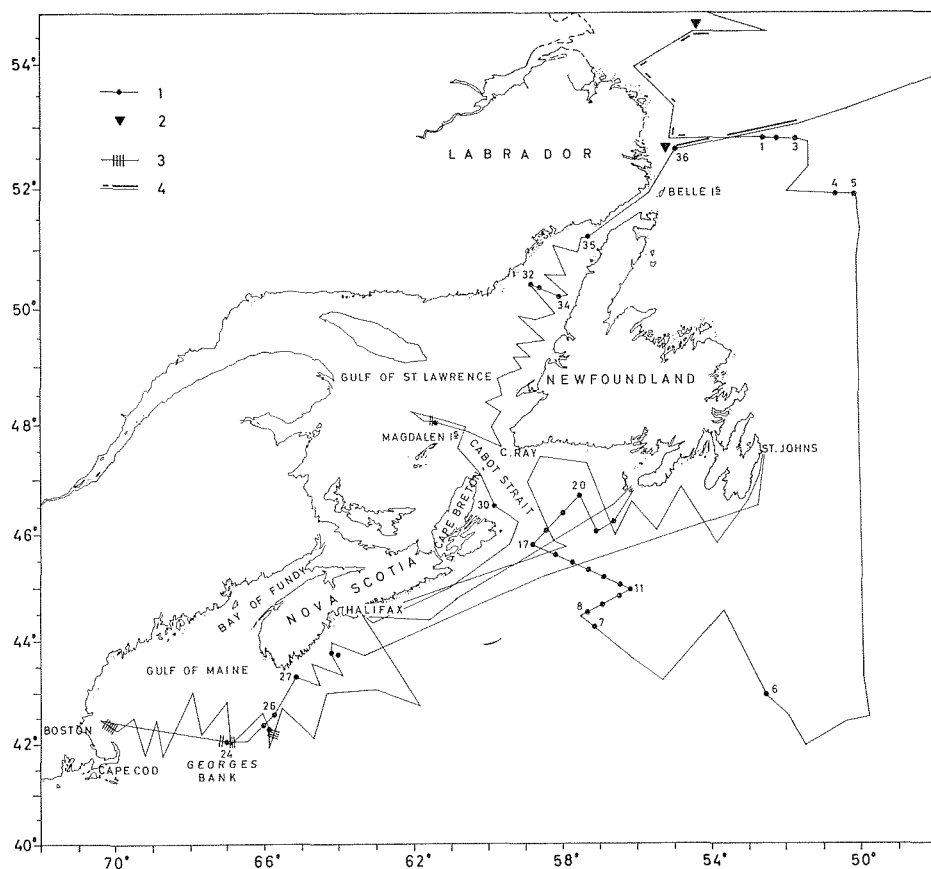 54°
1
2
3
4
LABRADOR
36
1
3
52°
BELLE Iˢ
4
5
35
32
34
50°
GULF OF ST. LAWRENCE
NEWFOUNDLAND
48°
MAGDALEN Iˢ
C. RAY
ST. JOHNS
CABOT STRAIT
20
30
CAPE BRETON
46°
17
11
BAY OF FUNDY
NOVA SCOTIA
HALIFAX
8
7
44°
GULF OF MAINE
27
6
26
BOSTON
42°
24
CAPE COD
GEORGES
BANK
40°
70°
66°
62°
58°
54°
50°